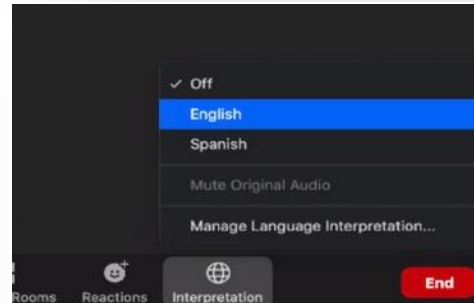 ✓ Off
English
Spanish
Mute Original Audio
Manage Language Interpretation...
Rooms Reactions Interpretation End